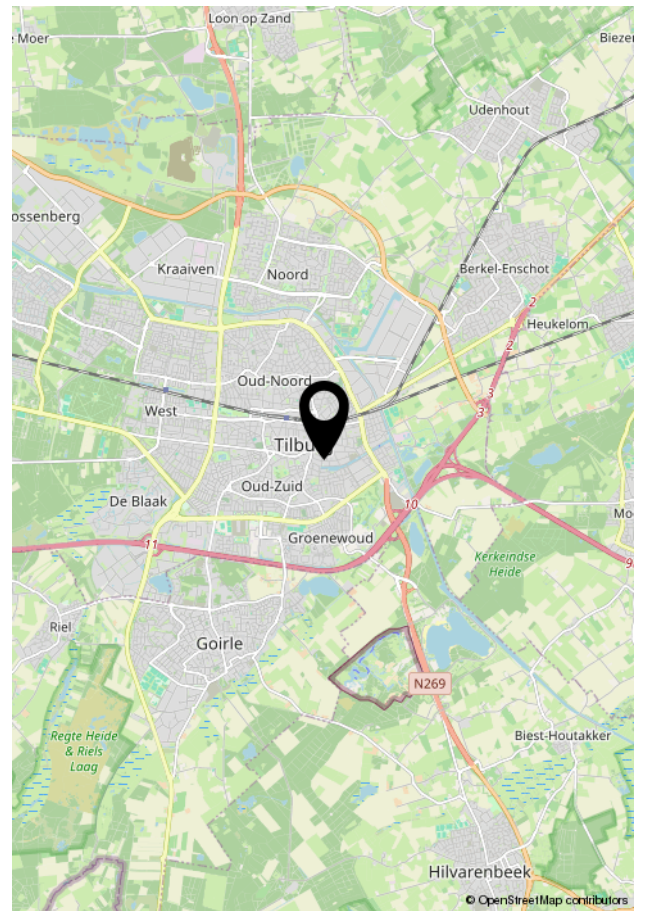 Loon op Zand
e Moer
Biezen
Udenhout
ossenberg
Kraaiven
Noord
Berkel-Enschot
2
Heukelom
2
Oud-Noord
3
West
3
Tilbu
Oud-Zuid
De Blaak
10
Mo
Groenewoud
11
Kerkeindse
Heide
9
Riel
Goirle
N269
Regte Heide
& Riels
Laag
Biest-Houtakker
Hilvarenbeek
© OpenStreetMap contributors